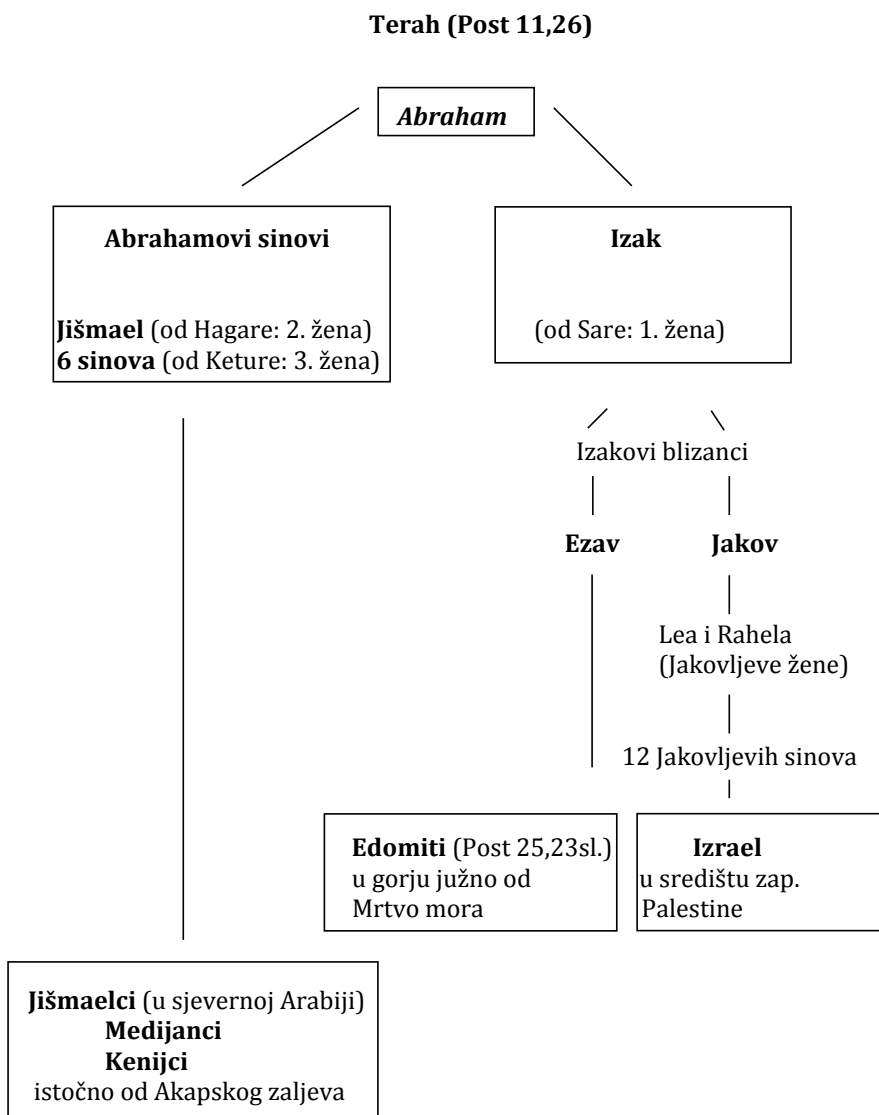 Terah (Post 11,26)
Abraham
Abrahamovi sinovi
Jišmael (od Hagare: 2. žena)
6 sinova (od Keture: 3. žena)
Izak
(od Sare: 1. žena)
Izakovi blizanci
Ezav
Jakov
Lea i Rahela
(Jakovljeve žene)
12 Jakovljevih sinova
Edomiti (Post 25,23sl.)
u gorju južno od
Mrtvo mora
Izrael
u središtu zap.
Palestine
Jišmaelci (u sjevernoj Arabiji)
Medijanci
Kenijci
istočno od Akapskog zaljeva